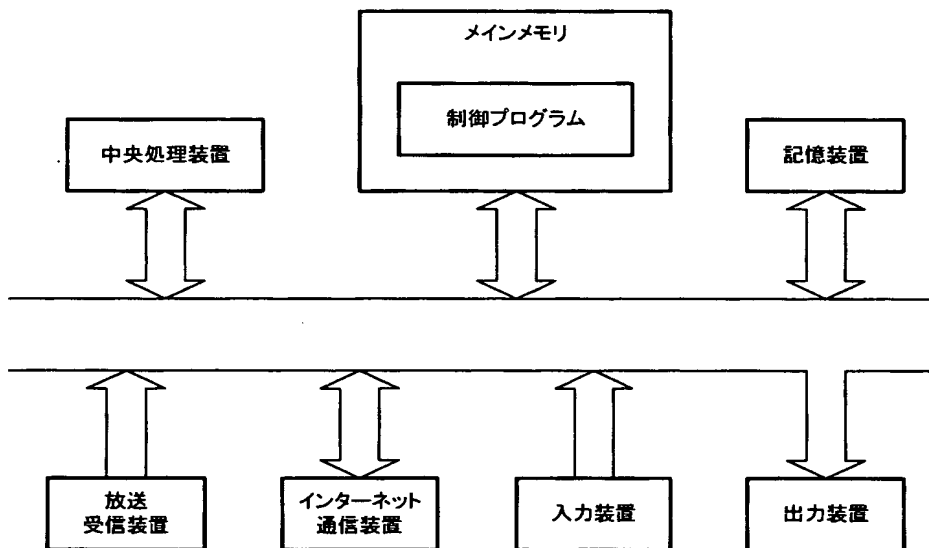 メインメモリ
制御プログラム
中央処理装置
記憶装置
放送
受信装置
インターネット
通信装置
入力装置
出力装置